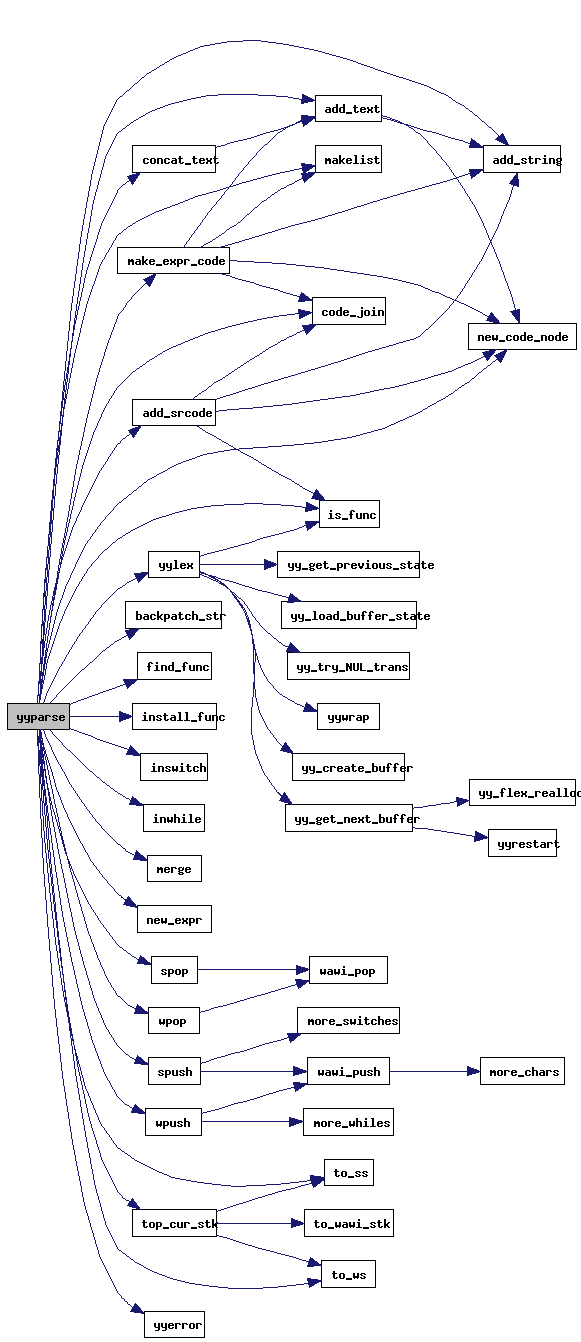 add_text
concat_text
makelist
add_string
make_expr_code
code_join
new_code_node
add_srcode
is_func
yylex
yy_get_previous_state
yy_load_buffer_state
backpatch_str
find_func
yy_try_NUL_trans
yyparse
install_func
yywrap
inswitch
yy_create_buffer
yy_flex_realloc
inwhile
yy_get_next_buffer
yyrestart
merge
new_expr
spop
wawi_pop
wpop
more_switches
spush
wawi_push
more_chars
wpush
more_whiles
to_ss
top_cur_stk
to_wawi_stk
to_ws
yyerror